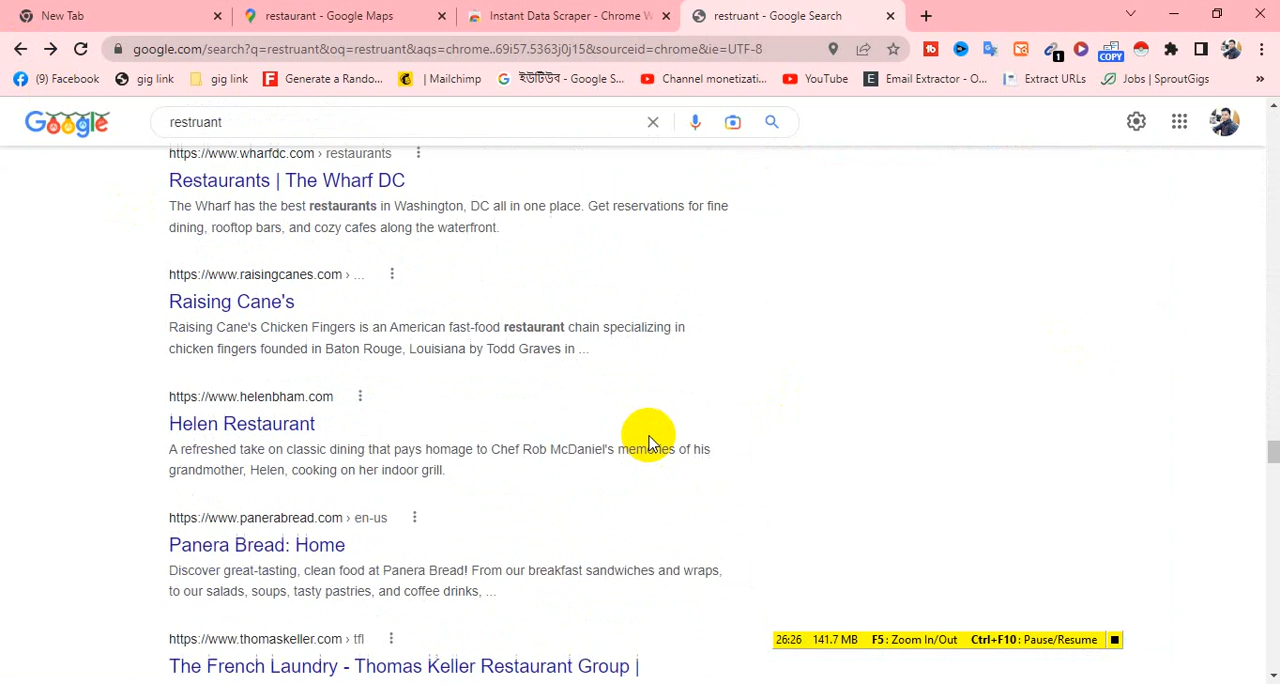 New Tab
restaurant - Google Maps
Instant Data Scraper - Chrome W
restruant - Google Search
google.com/search?q=restruant&oq=restruant&aqs=chrome..69i57.5363j0j15&sourceid=chrome&ie=UTF-8
1
COPY
(9) Facebook
gig link
gig link
Generate a Rando...
| Mailchimp
ইউটিউব - Google S...
Channel monetizati...
YouTube
Email Extractor - O...
Extract URLs
Jobs | SproutGigs
»
Google
restruant
https://www.wharfdc.com › restaurants
Restaurants | The Wharf DC
The Wharf has the best restaurants in Washington, DC all in one place. Get reservations for fine
dining, rooftop bars, and cozy cafes along the waterfront.
https://www.raisingcanes.com › ...
Raising Cane's
Raising Cane's Chicken Fingers is an American fast-food restaurant chain specializing in
chicken fingers founded in Baton Rouge, Louisiana by Todd Graves in ...
https://www.helenbham.com
Helen Restaurant
A refreshed take on classic dining that pays homage to Chef Rob McDaniel's memories of his
grandmother, Helen, cooking on her indoor grill.
https://www.panerabread.com › en-us
Panera Bread: Home
Discover great-tasting, clean food at Panera Bread! From our breakfast sandwiches and wraps,
to our salads, soups, tasty pastries, and coffee drinks, ...
https://www.thomaskeller.com › tfl
The French Laundry - Thomas Keller Restaurant Group |
26:26 141.7 MB F5: Zoom In/Out Ctrl+F10: Pause/Resume